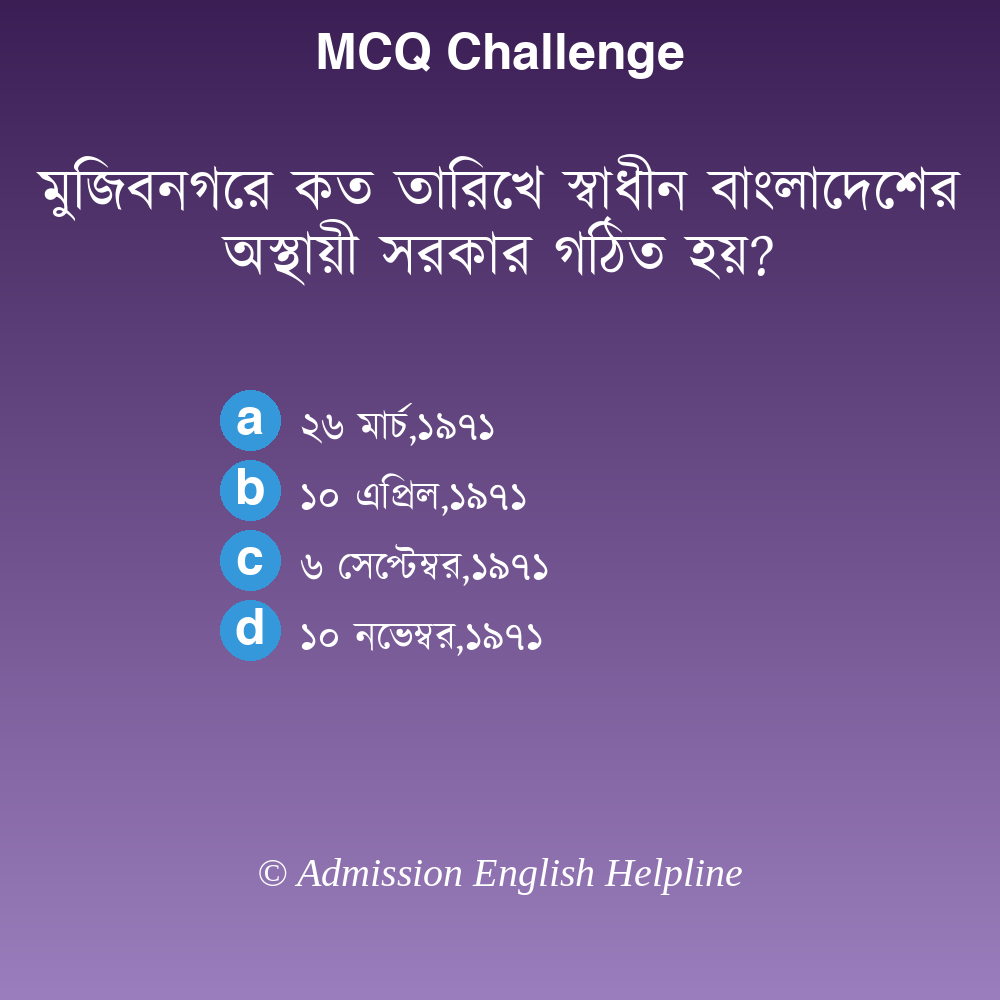 MCQ Challenge
মুজিবনগরে কত তারিখে স্বাধীন বাংলাদেশের
অস্থায়ী সরকার গঠিত হয়?
a ২৬ মার্চ,১৯৭১
b ১০ এপ্রিল,১৯৭১
c ৬ সেপ্টেম্বর,১৯৭১
d ১০ নভেম্বর,১৯৭১
© Admission English Helpline